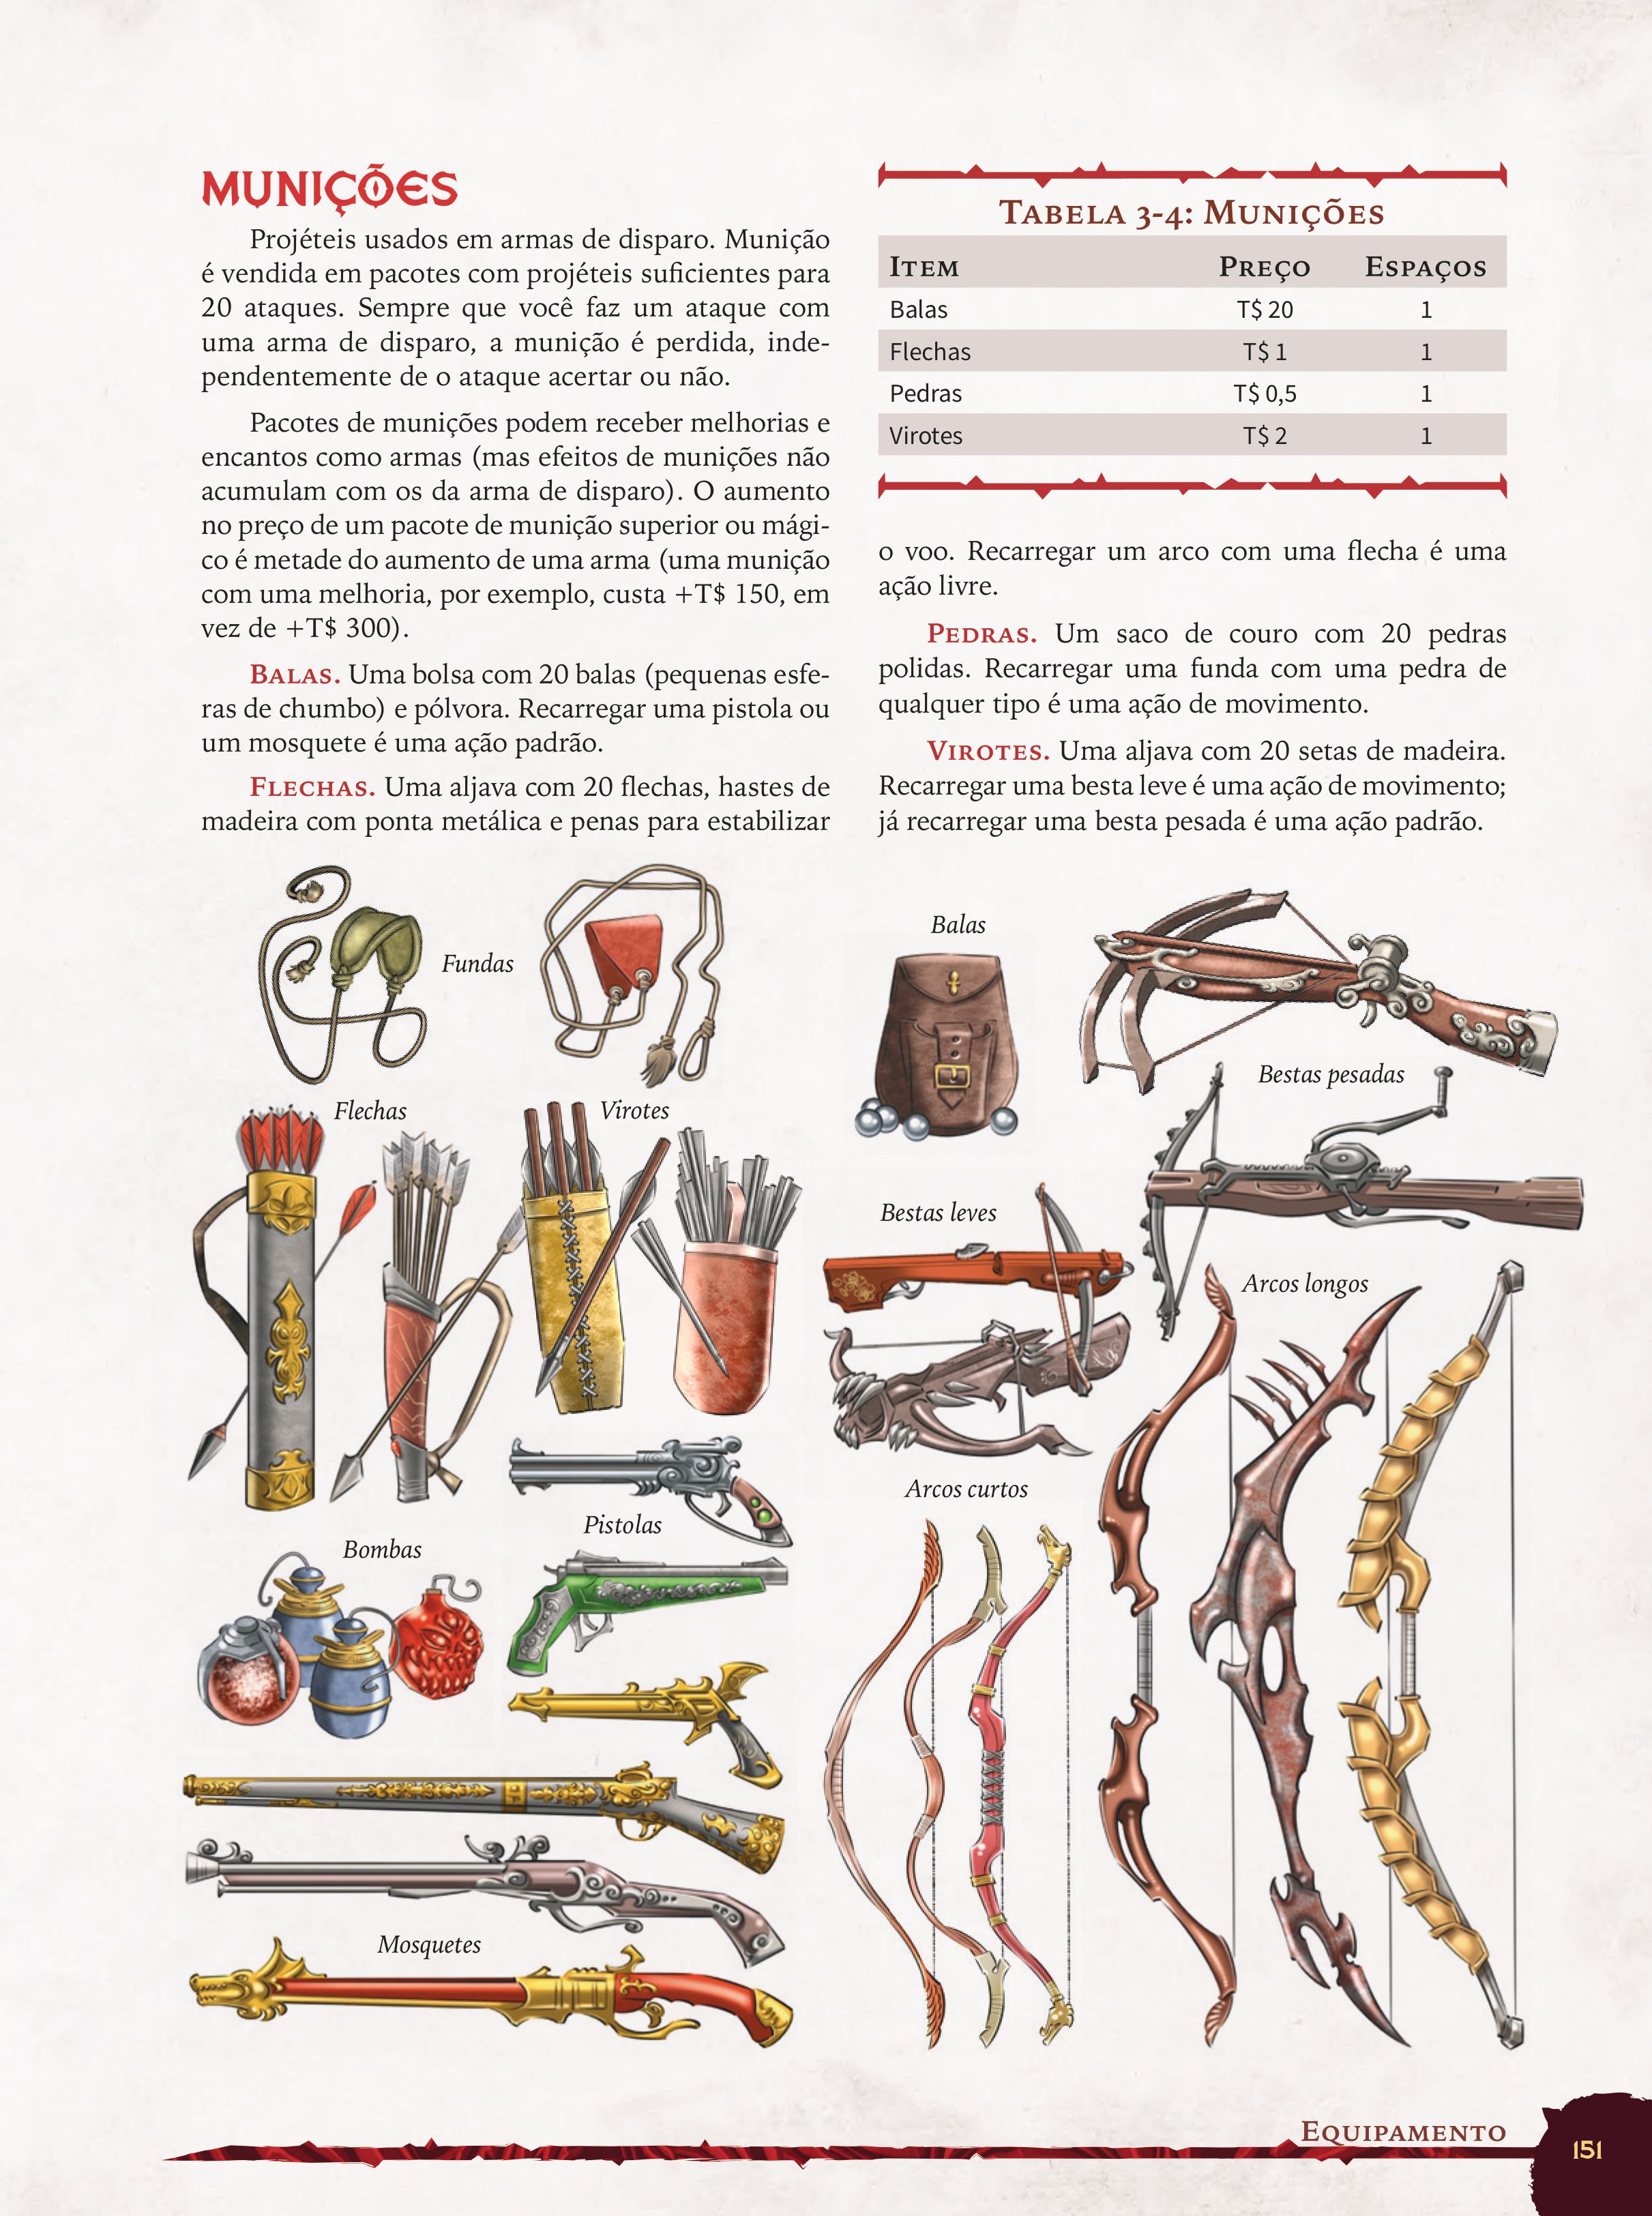 MUNIÇÕES
Projéteis usados em armas de disparo. Munição
é vendida em pacotes com projéteis suficientes para
20 ataques. Sempre que você faz um ataque com
uma arma de disparo, a munição é perdida, inde-
pendentemente de o ataque acertar ou não.
Pacotes de munições podem receber melhorias e
encantos como armas (mas efeitos de munições não
acumulam com os da arma de disparo). O aumento
no preço de um pacote de munição superior ou mági-
co é metade do aumento de uma arma (uma munição
com uma melhoria, por exemplo, custa +T$ 150, em
vez de +T$ 300).
Balas. Uma bolsa com 20 balas (pequenas esfe-
ras de chumbo) e pólvora. Recarregar uma pistola ou
um mosquete é uma ação padrão.
Flechas. Uma aljava com 20 flechas, hastes de
madeira com ponta metálica e penas para estabilizar
Tabela 3-4: Munições
Item Preço Espaços
Balas T$ 20 1
Flechas T$ 1 1
Pedras T$ 0,5 1
Virotes T$ 2 1
o voo. Recarregar um arco com uma flecha é uma
ação livre.
Pedras. Um saco de couro com 20 pedras
polidas. Recarregar uma funda com uma pedra de
qualquer tipo é uma ação de movimento.
Virotes. Uma aljava com 20 setas de madeira.
Recarregar uma besta leve é uma ação de movimento;
já recarregar uma besta pesada é uma ação padrão.
Fundas
Balas
Bestas pesadas
Flechas
Virotes
Bestas leves
Arcos longos
Arcos curtos
Pistolas
Bombas
Mosquetes
Equipamento
151